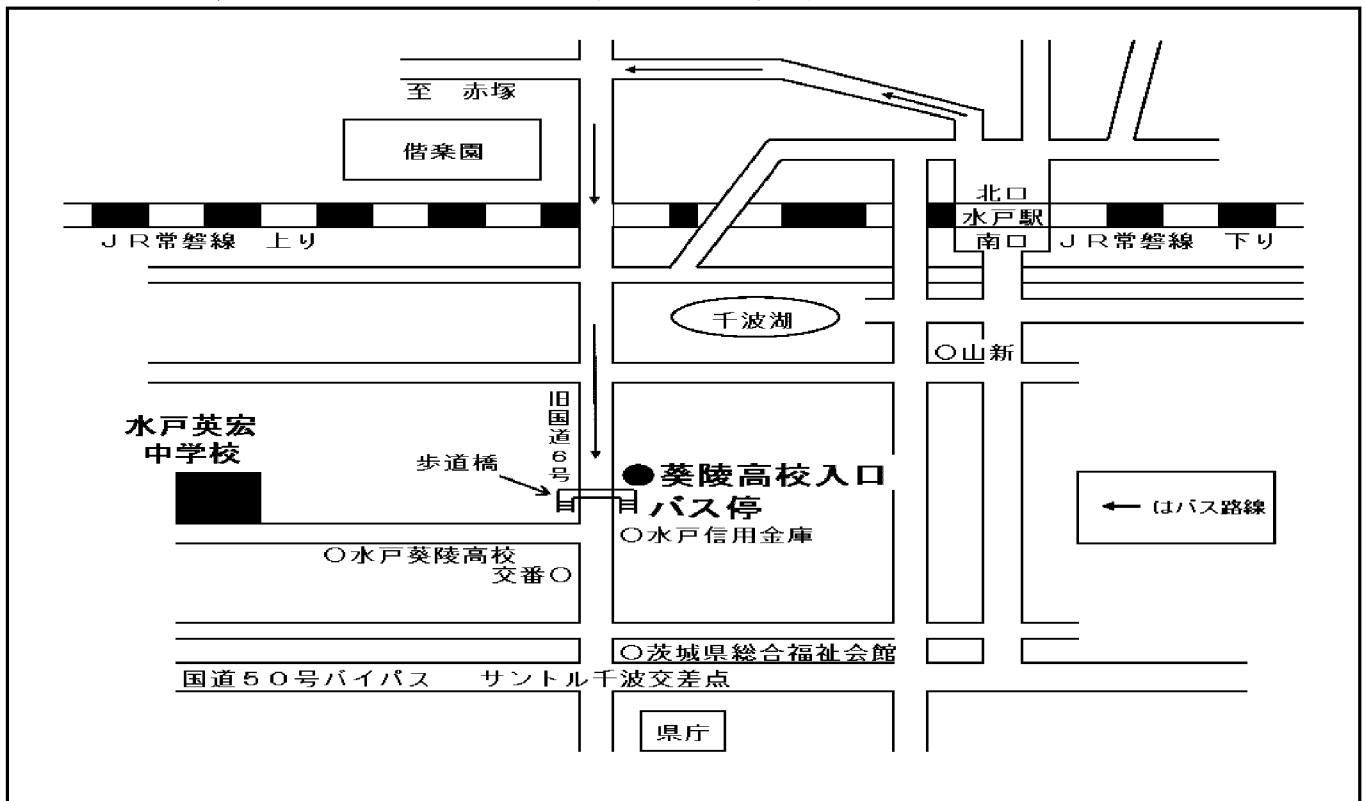 至　赤塚
偕楽園
北口
水戸駅
南口
ＪＲ常磐線　上り
ＪＲ常磐線　下り
千波湖
○山新
旧国道６号
水戸英宏
中学校
歩道橋
●葵陵高校入口
バス停
←はバス路線
○水戸信用金庫
○水戸葵陵高校
交番○
○茨城県総合福祉会館
国道５０号バイパス　サントル千波交差点
県庁